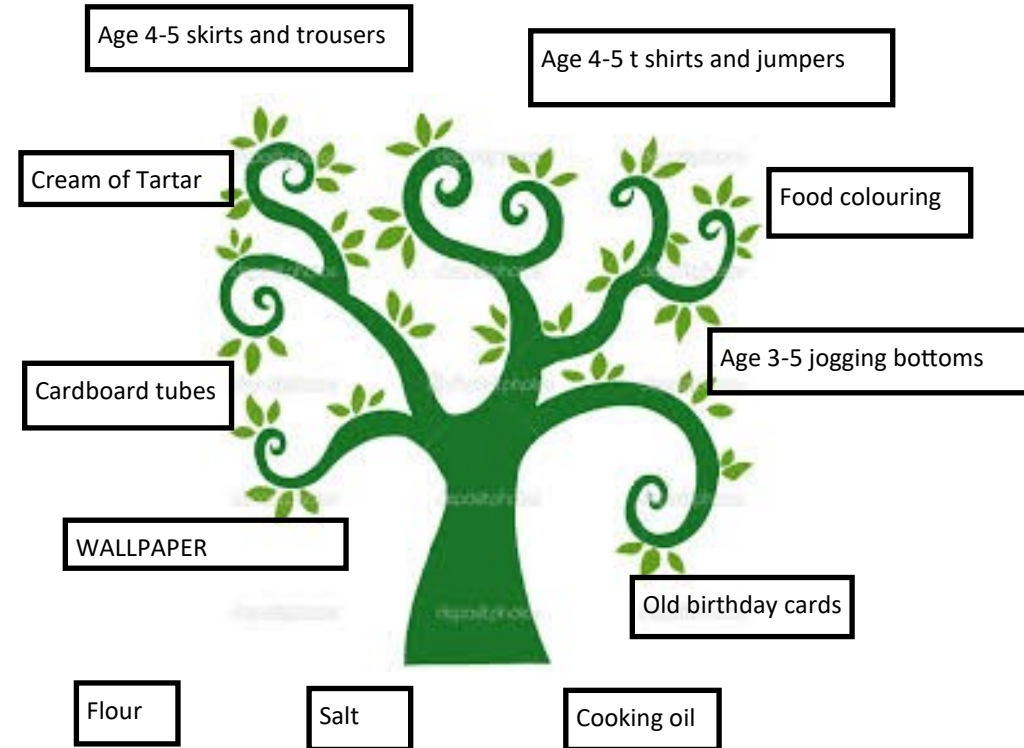 Age 4-5 skirts and trousers
Age 4-5 t shirts and jumpers
Cream of Tartar
Food colouring
Age 3-5 jogging bottoms
Cardboard tubes
WALLPAPER
Old birthday cards
Flour
Salt
Cooking oil